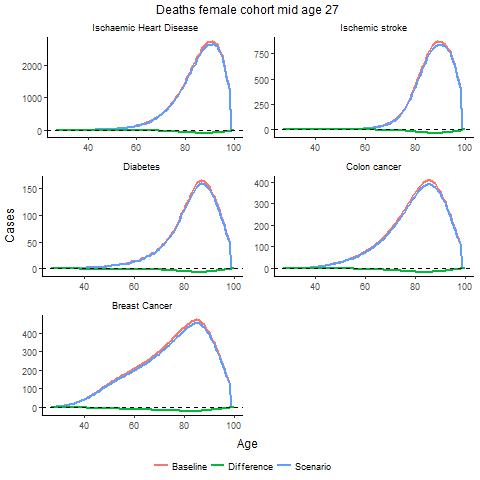 Deaths female cohort mid age 27
Ischaemic Heart Disease
Ischemic stroke
2000
1000
0
40 60 80 100
750
500
250
0
40 60 80 100
Diabetes
Colon cancer
150
100
50
0
40 60 80 100
400
300
200
100
0
40 60 80 100
Breast Cancer
400
300
200
100
0
40 60 80 100
Cases
Age
Baseline Difference Scenario